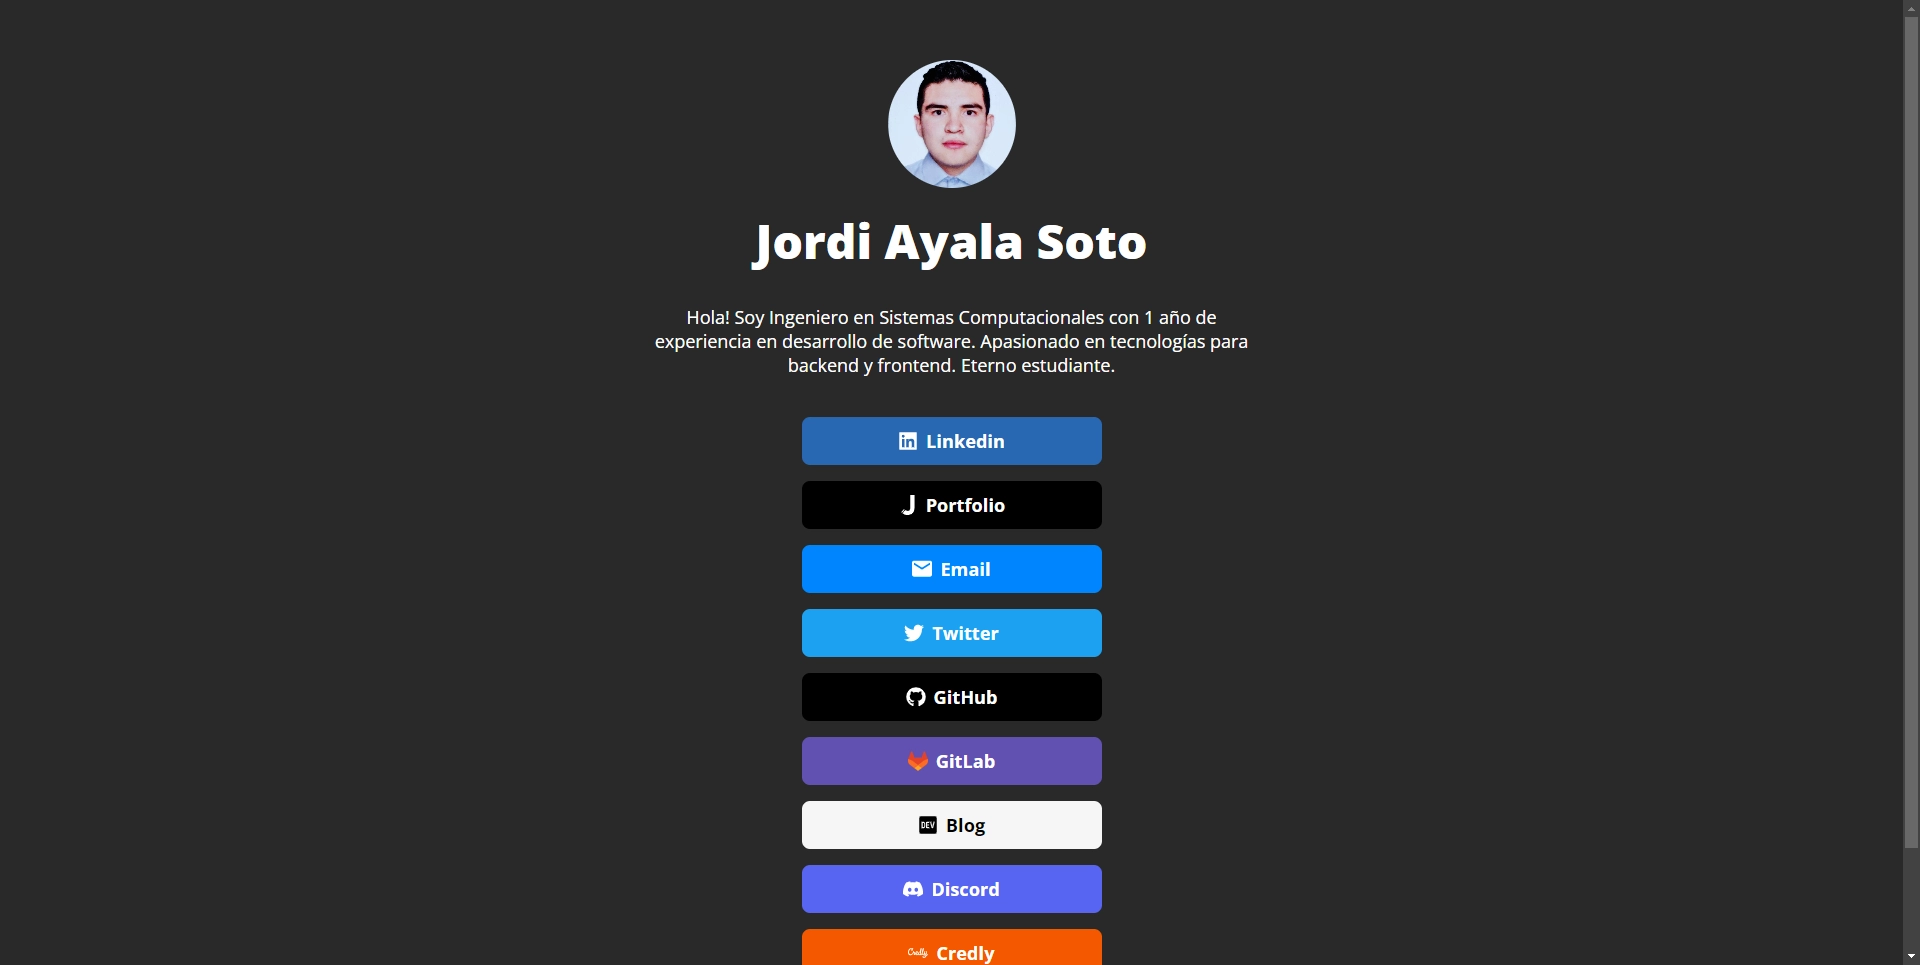 Jordi Ayala Soto
Hola! Soy Ingeniero en Sistemas Computacionales con 1 año de
experiencia en desarrollo de software. Apasionado en tecnologías para
backend y frontend. Eterno estudiante.
in Linkedin
J Portfolio
Email
Twitter
GitHub
GitLab
DEV Blog
Discord
Credly Credly